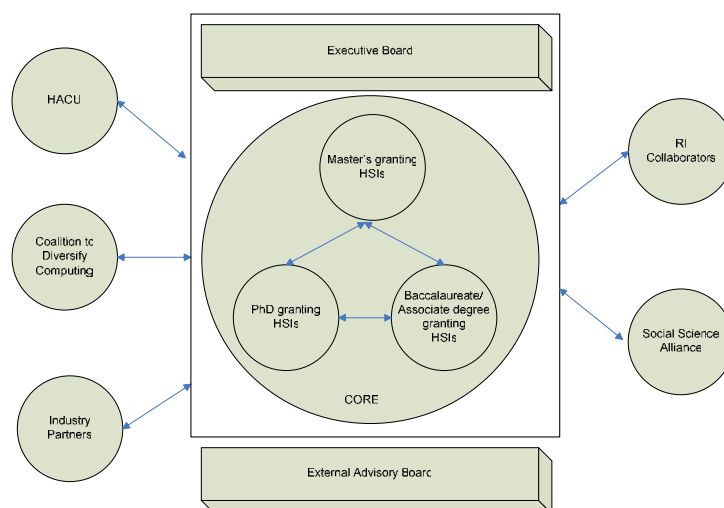 Executive Board
HACU
Master's granting
HSIs
RI
Collaborators
Coalition to
Diversify
Computing
PhD granting
HSIs
Baccalaureate/
Associate degree
granting
HSIs
Social Science
Alliance
CORE
Industry
Partners
External Advisory Board